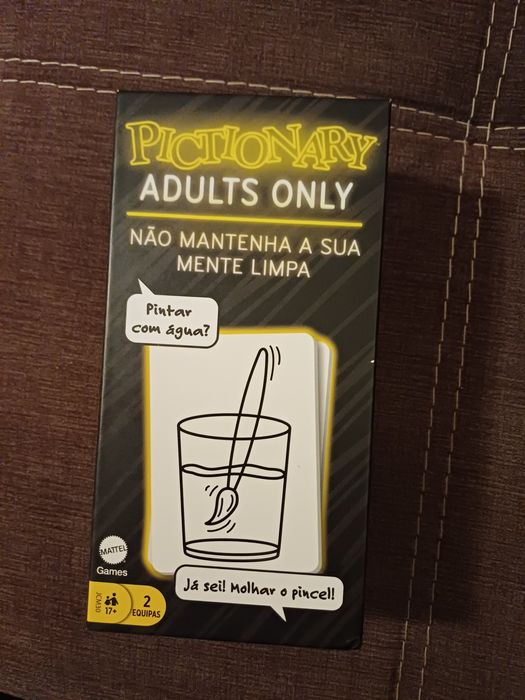 PICTIONARY
ADULTS ONLY
NÃO MANTENHA A SUA
MENTE LIMPA
Pintar
com água?
MATTEL
Games
Já sei! Molhar o pincel!
JCM30
17+
2
EQUIPAS